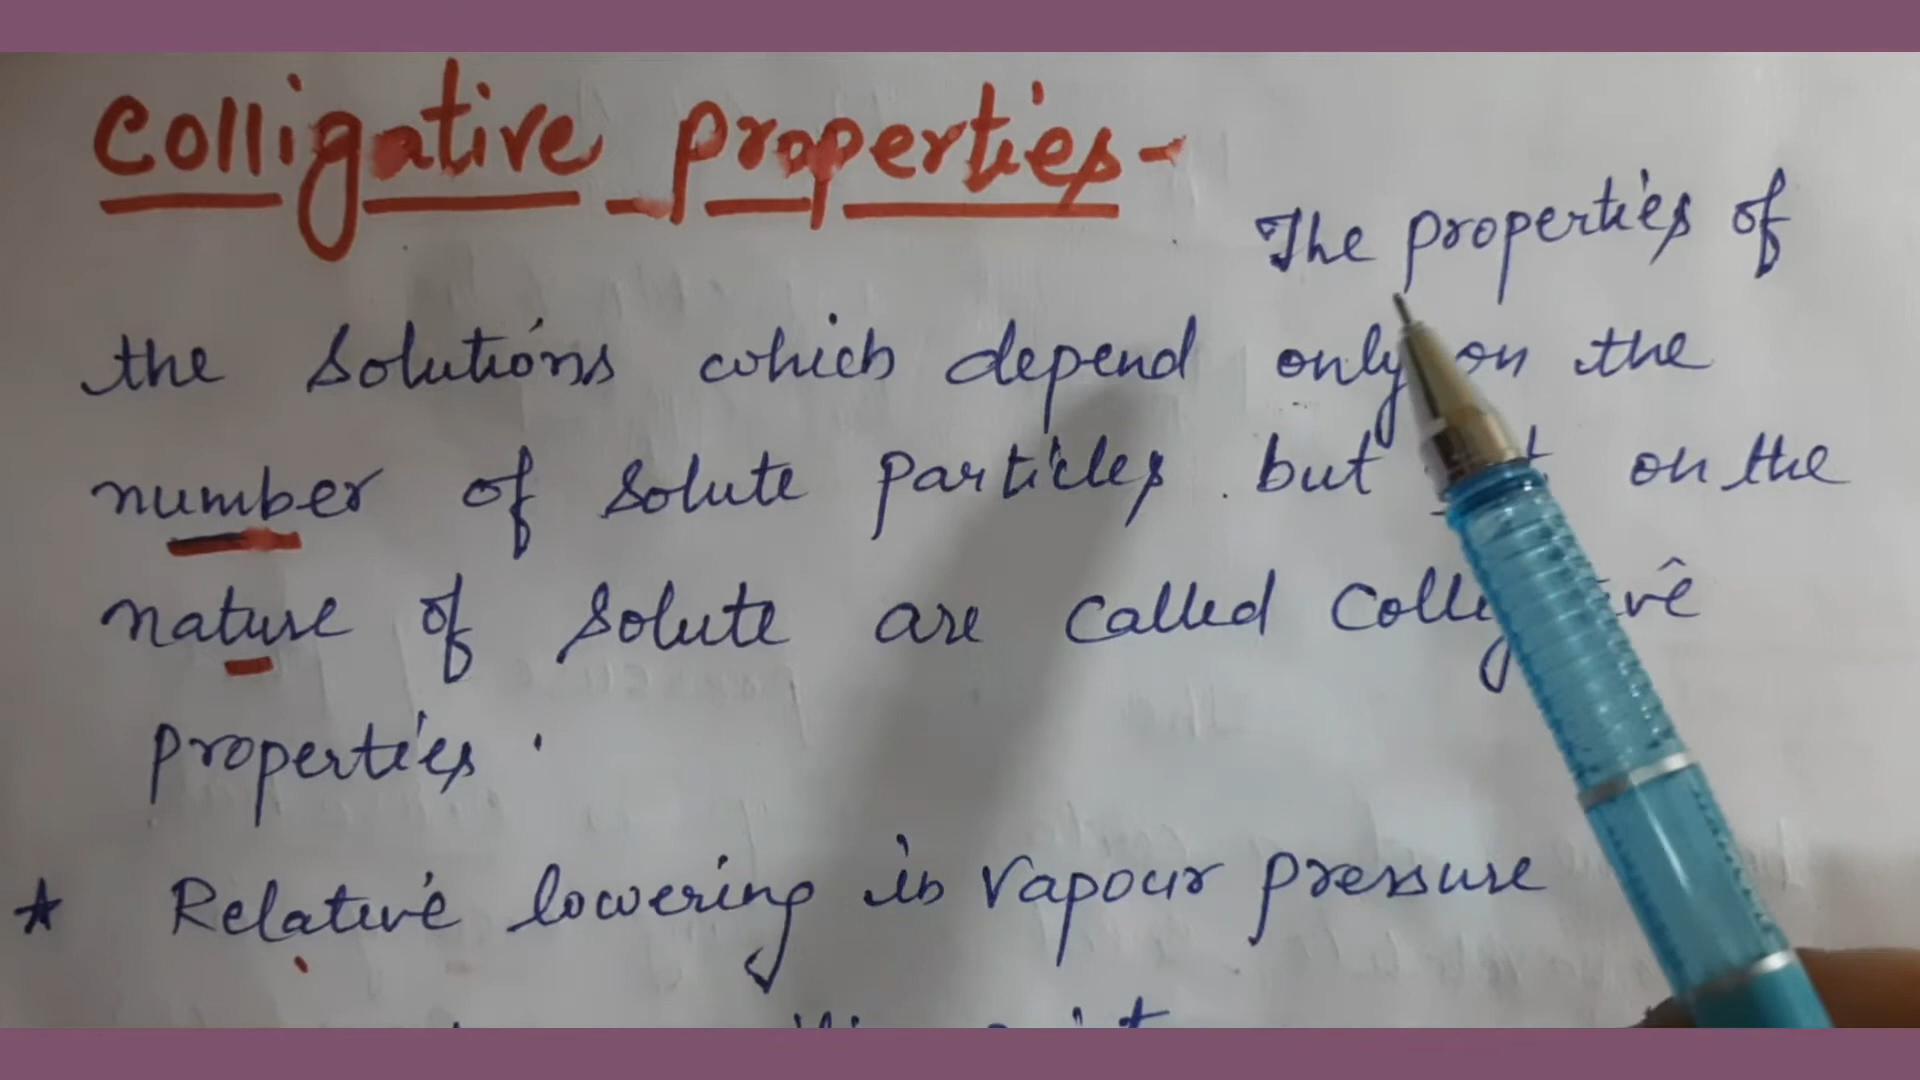 Colligative properties-
The properties of
the solutions which depend only on the
number of solute particles but on the
nature of solute are called
properties.
★ Relative lowering in vapour pressure